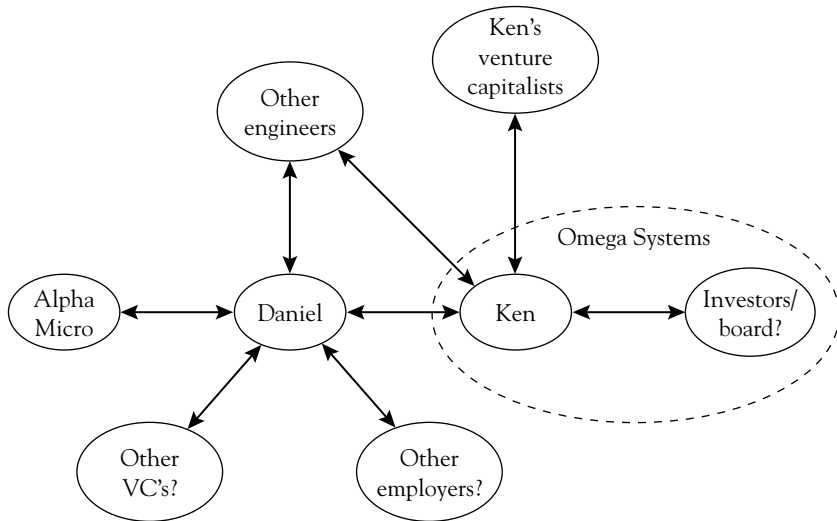 Ken's
venture
capitalists
Other
engineers
Omega Systems
Alpha
Micro
Daniel
Ken
Investors/
board?
Other
VC's?
Other
employers?